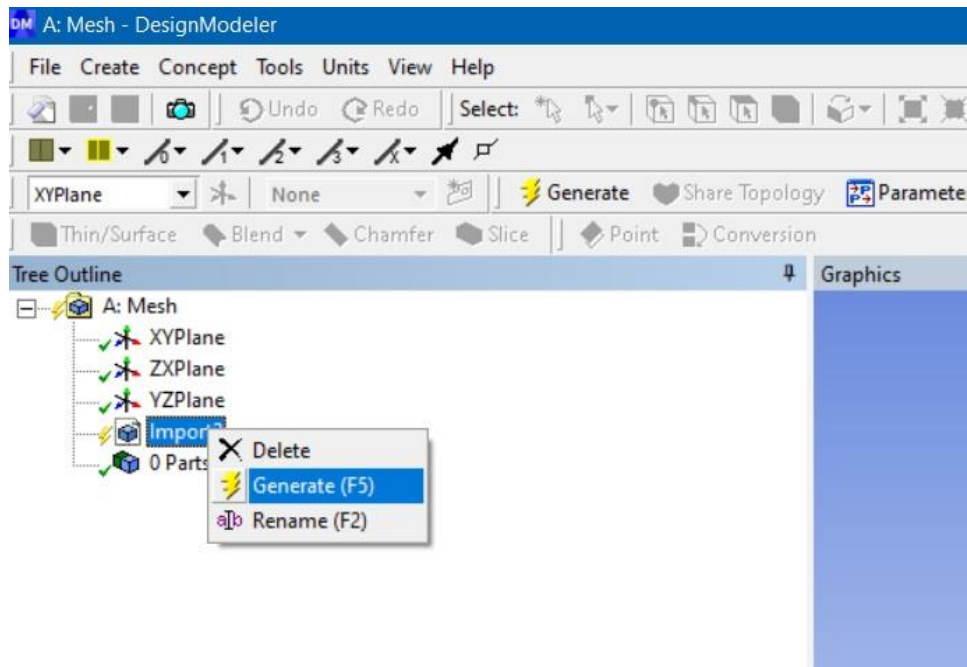 DM A: Mesh - DesignModeler
File Create Concept Tools Units View Help
Undo Redo Select:
XYPlane None Generate Share Topology Paramete
Thin/Surface Blend Chamfer Slice Point Conversion
Tree Outline Graphics
A: Mesh
XYPlane
ZXPlane
YZPlane
Import
Delete
0 Parts
Generate (F5)
Rename (F2)